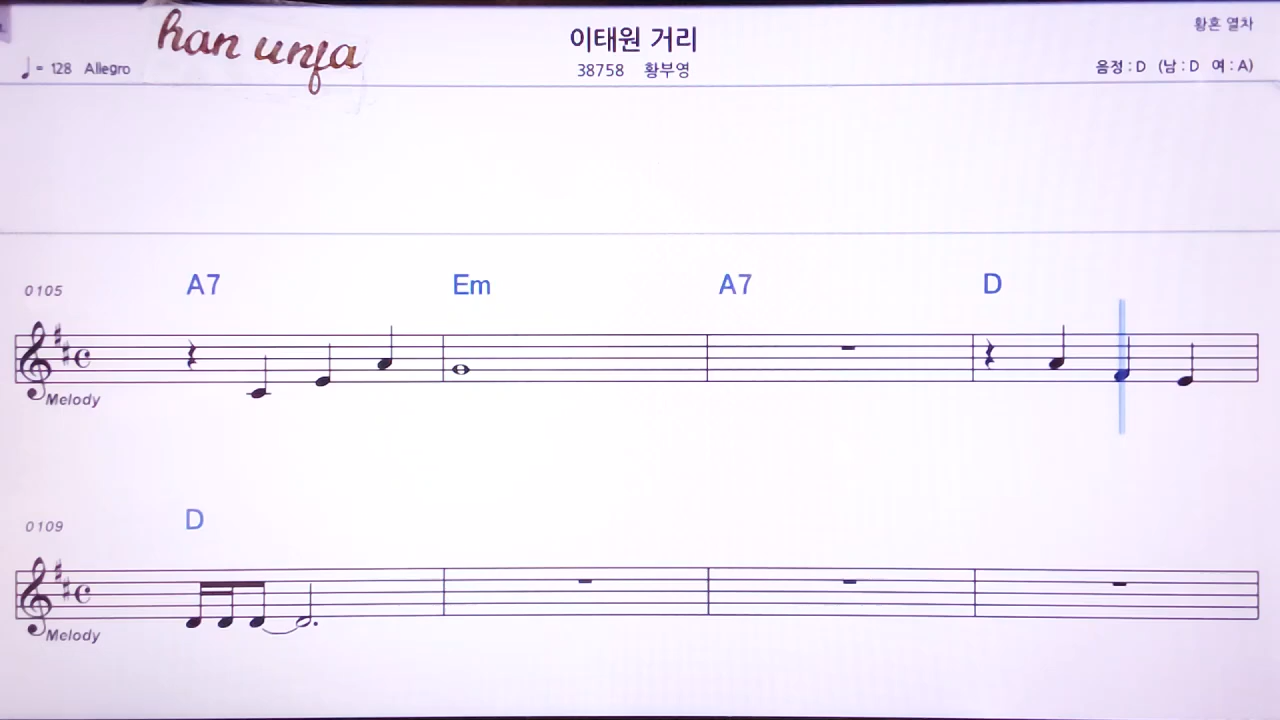 han unfa
이태원 거리
황혼 열차
♩= 128 Allegro
38758 황부영
음정 : D (남 : D 여 : A)
0105
A7 Em A7 D
Melody
0109
D
Melody